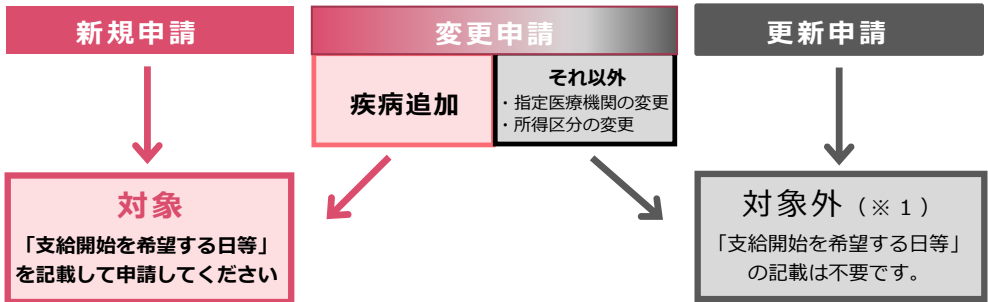 新規申請
変更申請
更新申請
疾病追加
それ以外
・指定医療機関の変更
・所得区分の変更
対象
「支給開始を希望する日等」
を記載して申請してください
対象外（※１）
「支給開始を希望する日等」
の記載は不要です。